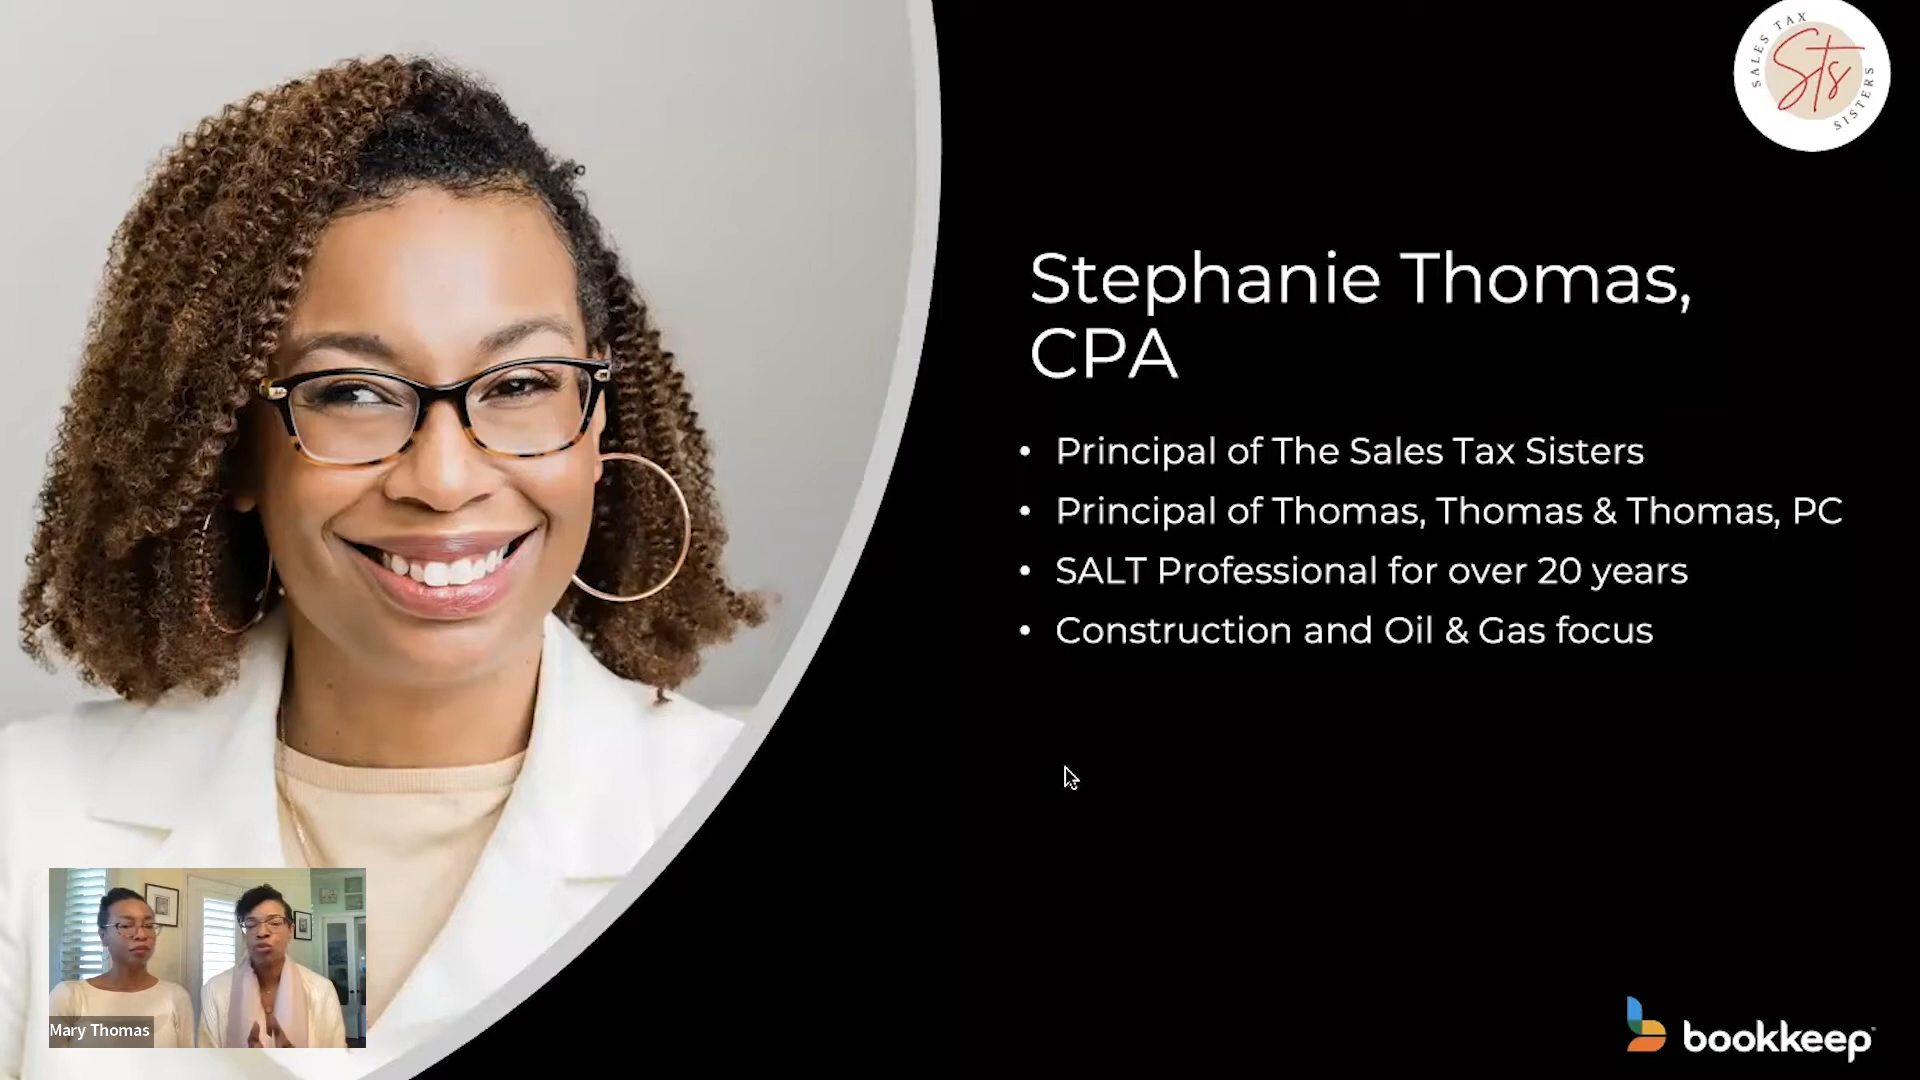 SALES TAX
STS
SISTERS
Stephanie Thomas,
CPA
• Principal of The Sales Tax Sisters
• Principal of Thomas, Thomas & Thomas, PC
• SALT Professional for over 20 years
• Construction and Oil & Gas focus
Mary Thomas
bookkeep